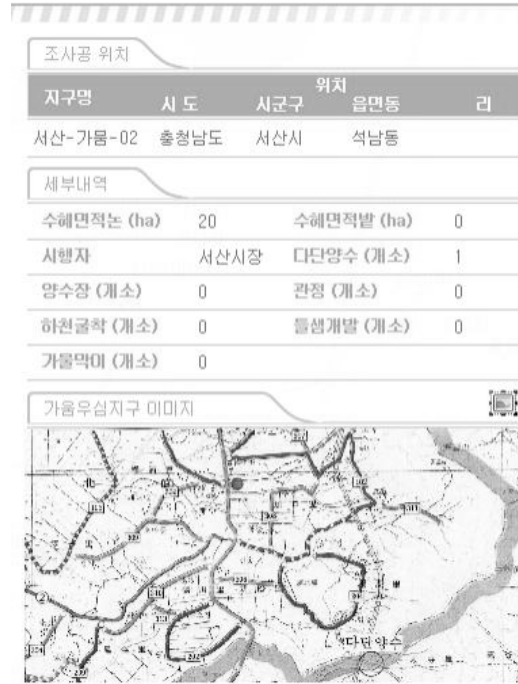 조사공 위치
지구명 위치
시 도 시군구 읍면동 리
서산-가뭄-02 충청남도 서산시 석남동
세부내역
수혜면적논 (ha) 20 수혜면적밭 (ha) 0
시행자 서산시장 다단양수 (개소) 1
양수장 (개소) 0 관정 (개소) 0
하천굴착 (개소) 0 들샘개발 (개소) 0
가물막이 (개소) 0
가움우심지구 이미지
다단양수